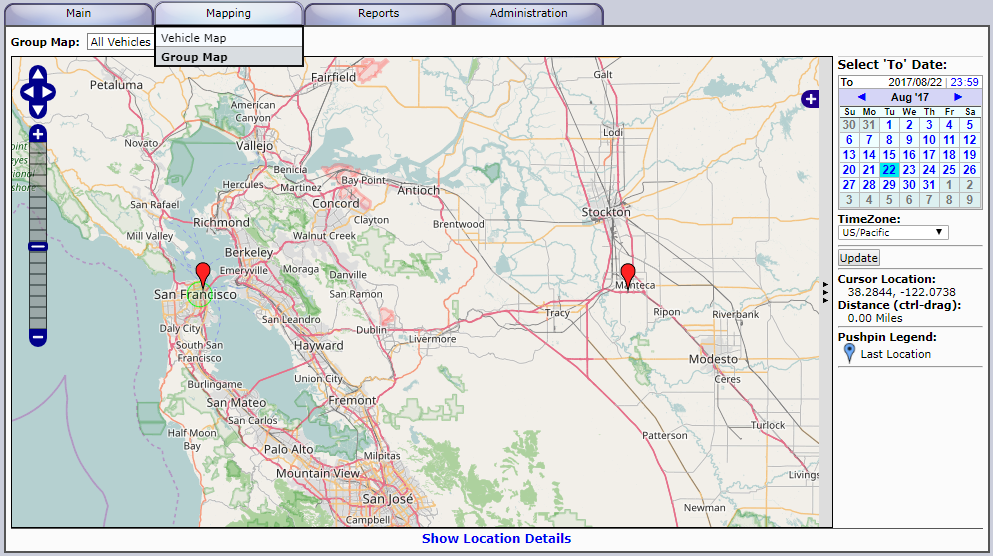 Main Mapping Reports Administration
Group Map: All Vehicles
Vehicle Map
Group Map
Petaluma
Fairfield
American
Canyon
Novato
Vallejo
Benicia
Hercules
Martinez
Bay Point
Antioch
San Rafael
Concord
Richmond
Clayton
Mill Valley
Walnut Creek
Brentwood
Berkeley
Emeryville
Moraga
Danville
San Francisco
San Ramon
Daly City
San Leandro
Dublin
Livermore
Tracy
South San
Francisco
Hayward
Burlingame
Union City
San Mateo
Fremont
San Carlos
Half Moon
Bay
Palo Alto
Milpitas
Mountain View
San José
Campbell
Galt
Lodi
Stockton
Manteca
Ripon
Riverbank
Modesto
Ceres
Turlock
Patterson
Livings
Newman
Select 'To' Date:
To 2017/08/22 | 23:59
Aug '17
Su Mo Tu We Th Fr Sa
30 31 1 2 3 4 5
6 7 8 9 10 11 12
13 14 15 16 17 18 19
20 21 22 23 24 25 26
27 28 29 30 31 1 2
3 4 5 6 7 8 9
TimeZone:
US/Pacific
Update
Cursor Location:
38.2844, -122.0738
Distance (ctrl-drag):
0.00 Miles
Pushpin Legend:
Last Location
Show Location Details